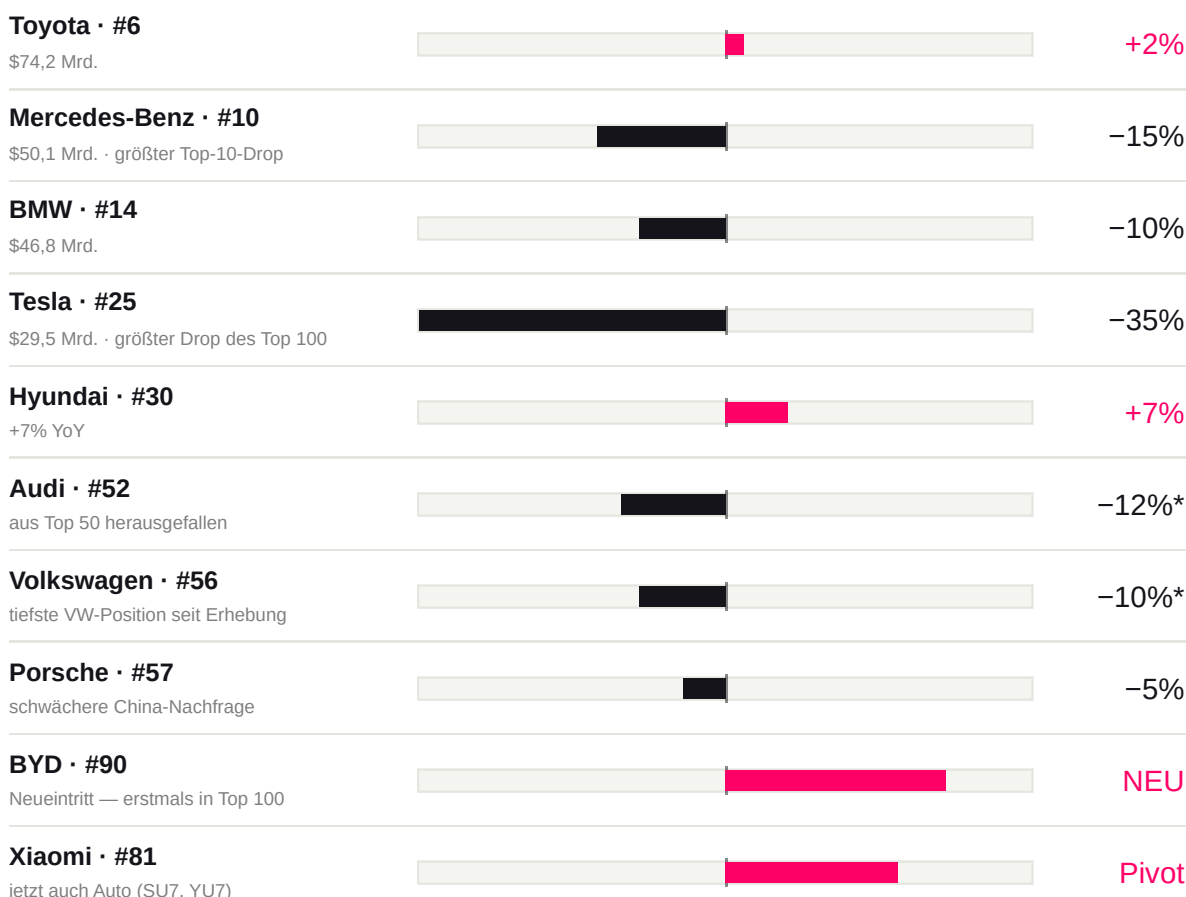 Toyota · #6
$74,2 Mrd.
+2%
Mercedes-Benz · #10
$50,1 Mrd. · größter Top-10-Drop
−15%
BMW · #14
$46,8 Mrd.
−10%
Tesla · #25
$29,5 Mrd. · größter Drop des Top 100
−35%
Hyundai · #30
+7% YoY
+7%
Audi · #52
aus Top 50 herausgefallen
−12%*
Volkswagen · #56
tiefste VW-Position seit Erhebung
−10%*
Porsche · #57
schwächere China-Nachfrage
−5%
BYD · #90
Neueintritt — erstmals in Top 100
NEU
Xiaomi · #81
jetzt auch Auto (SU7, YU7)
Pivot